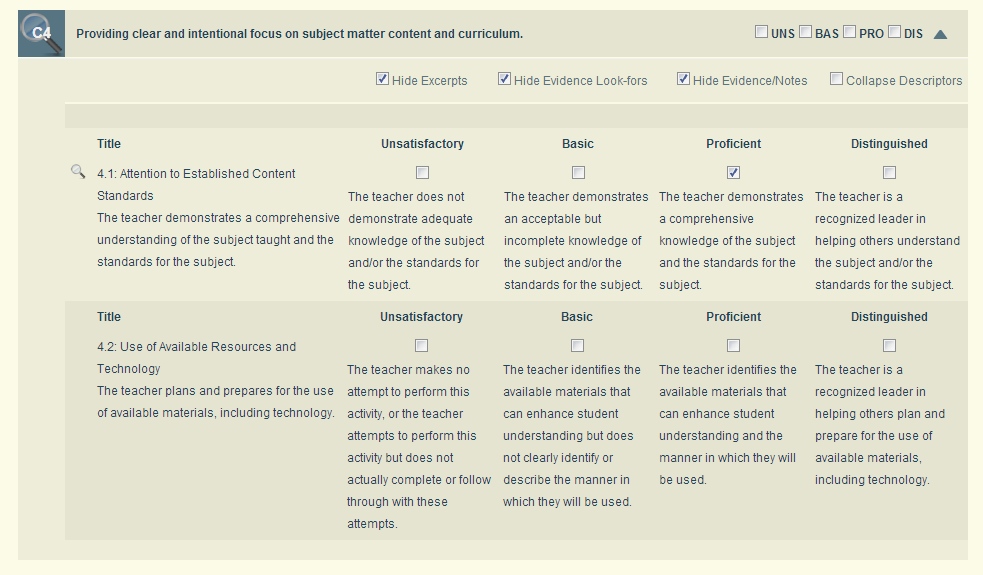 C4 Providing clear and intentional focus on subject matter content and curriculum. UNS BAS PRO DIS
Hide Excerpts Hide Evidence Look-fors Hide Evidence/Notes Collapse Descriptors
Title Unsatisfactory Basic Proficient Distinguished
4.1: Attention to Established Content
Standards
The teacher demonstrates a comprehensive
understanding of the subject taught and the
standards for the subject.
The teacher does not
demonstrate adequate
knowledge of the subject
and/or the standards for
the subject.
The teacher demonstrates
an acceptable but
incomplete knowledge of
the subject and/or the
standards for the subject.
The teacher demonstrates
a comprehensive
knowledge of the subject
and the standards for the
subject.
The teacher is a
recognized leader in
helping others understand
the subject and/or the
standards for the subject.
Title Unsatisfactory Basic Proficient Distinguished
4.2: Use of Available Resources and
Technology
The teacher plans and prepares for the use
of available materials, including technology.
The teacher makes no
attempt to perform this
activity, or the teacher
attempts to perform this
activity but does not
actually complete or follow
through with these
attempts.
The teacher identifies the
available materials that
can enhance student
understanding but does
not clearly identify or
describe the manner in
which they will be used.
The teacher identifies the
available materials that
can enhance student
understanding and the
manner in which they will
be used.
The teacher is a
recognized leader in
helping others plan and
prepare for the use of
available materials,
including technology.